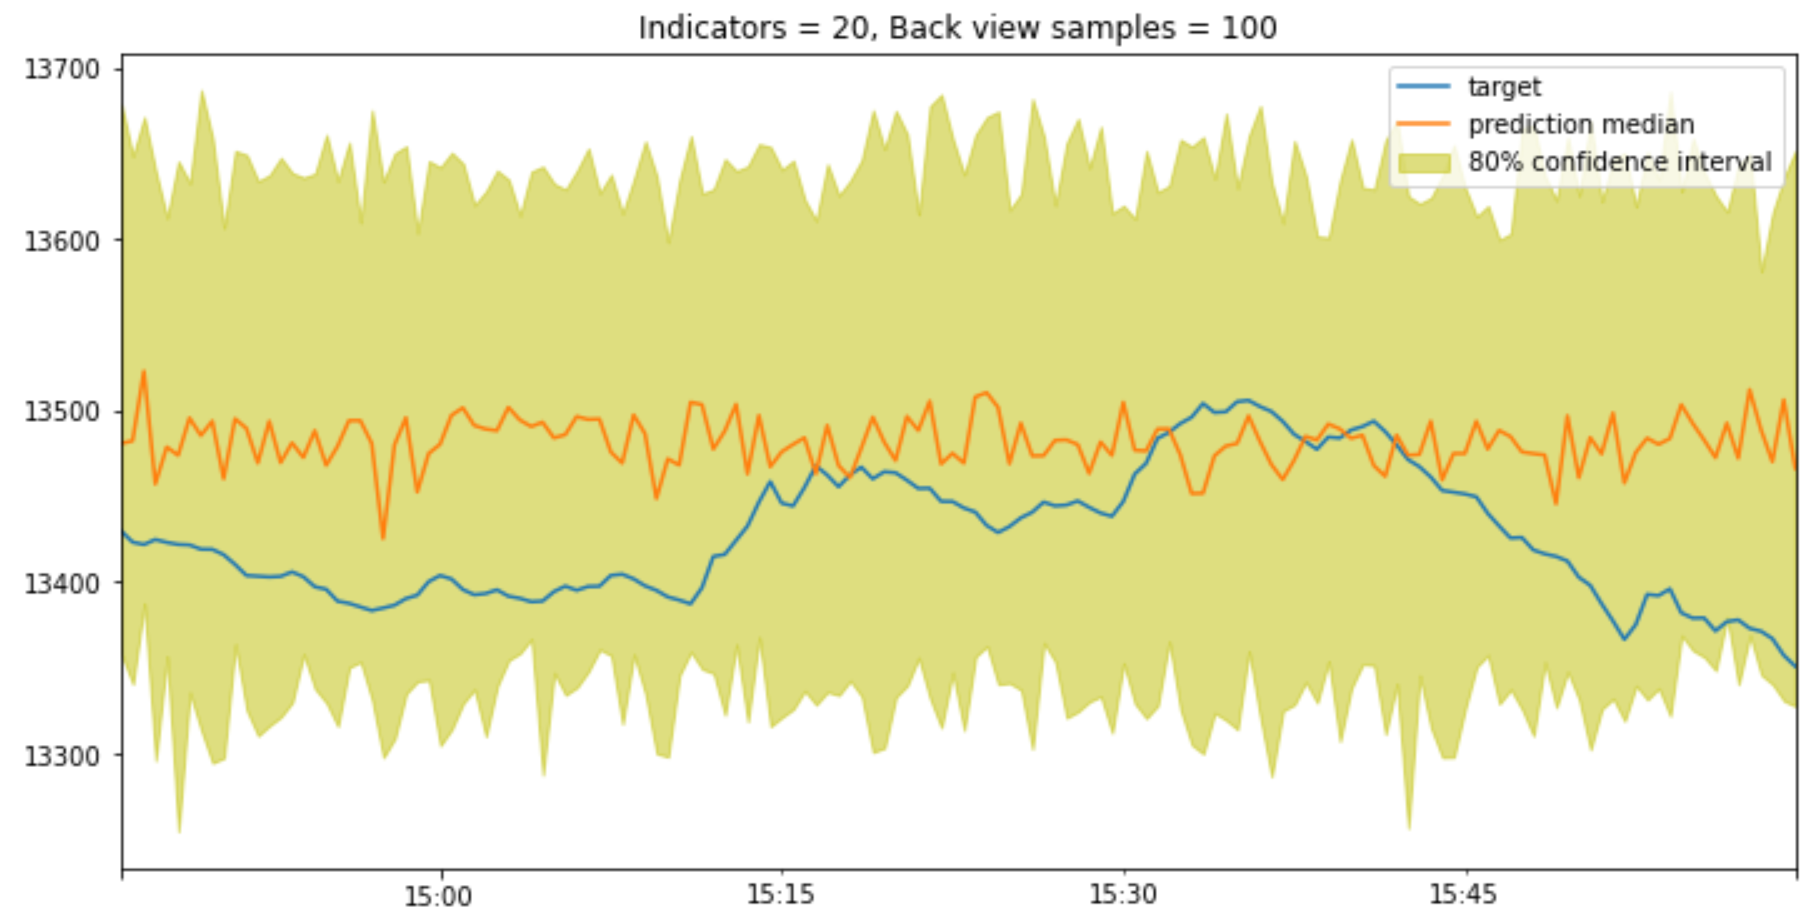 Indicators = 20, Back view samples = 100
13700
13600
13500
13400
13300
target
prediction median
80% confidence interval
15:00 15:15 15:30 15:45